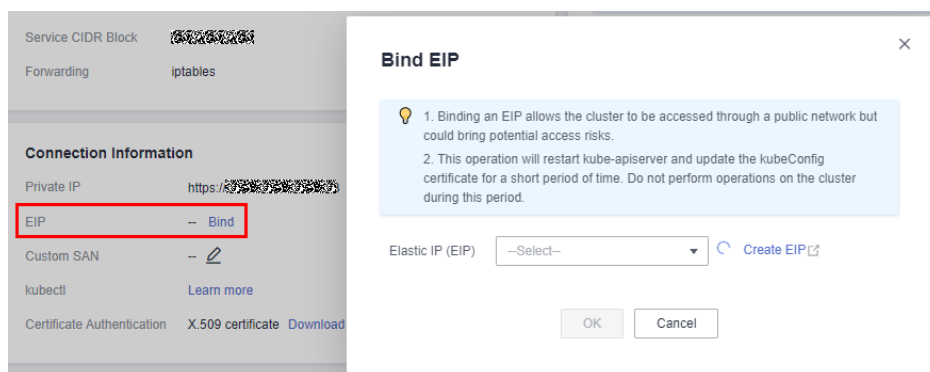 Service CIDR Block
Forwarding iptables
Connection Information
Private IP https:/
EIP -- Bind
Custom SAN --
kubectl Learn more
Certificate Authentication X.509 certificate Download
Bind EIP
1. Binding an EIP allows the cluster to be accessed through a public network but
could bring potential access risks.
2. This operation will restart kube-apiserver and update the kubeConfig
certificate for a short period of time. Do not perform operations on the cluster
during this period.
Elastic IP (EIP) --Select-- Create EIP
OK Cancel